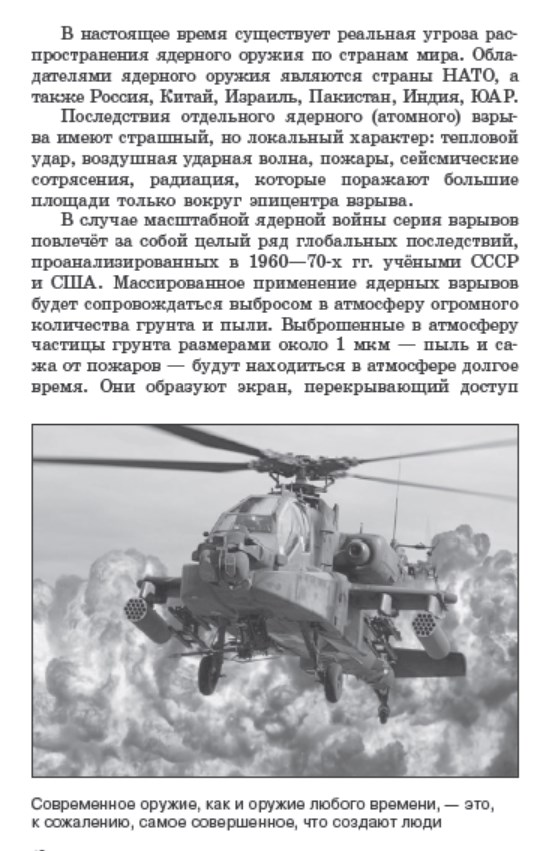 В настоящее время существует реальная угроза рас-
пространения ядерного оружия по странам мира. Обла-
дателями ядерного оружия являются страны НАТО, а
также Россия, Китай, Израиль, Пакистан, Индия, ЮАР.
Последствия отдельного ядерного (атомного) взры-
ва имеют страшный, но локальный характер: тепловой
удар, воздушная ударная волна, пожары, сейсмические
сотрясения, радиация, которые поражают большие
площади только вокруг эпицентра взрыва.
В случае масштабной ядерной войны серия взрывов
повлечёт за собой целый ряд глобальных последствий,
проанализированных в 1960—70-х гг. учёными СССР
и США. Массированное применение ядерных взрывов
будет сопровождаться выбросом в атмосферу огромного
количества грунта и пыли. Выброшенные в атмосферу
частицы грунта размерами около 1 мкм — пыль и са-
жа от пожаров — будут находиться в атмосфере долгое
время. Они образуют экран, перекрывающий доступ
Современное оружие, как и оружие любого времени, — это,
к сожалению, самое совершенное, что создают люди